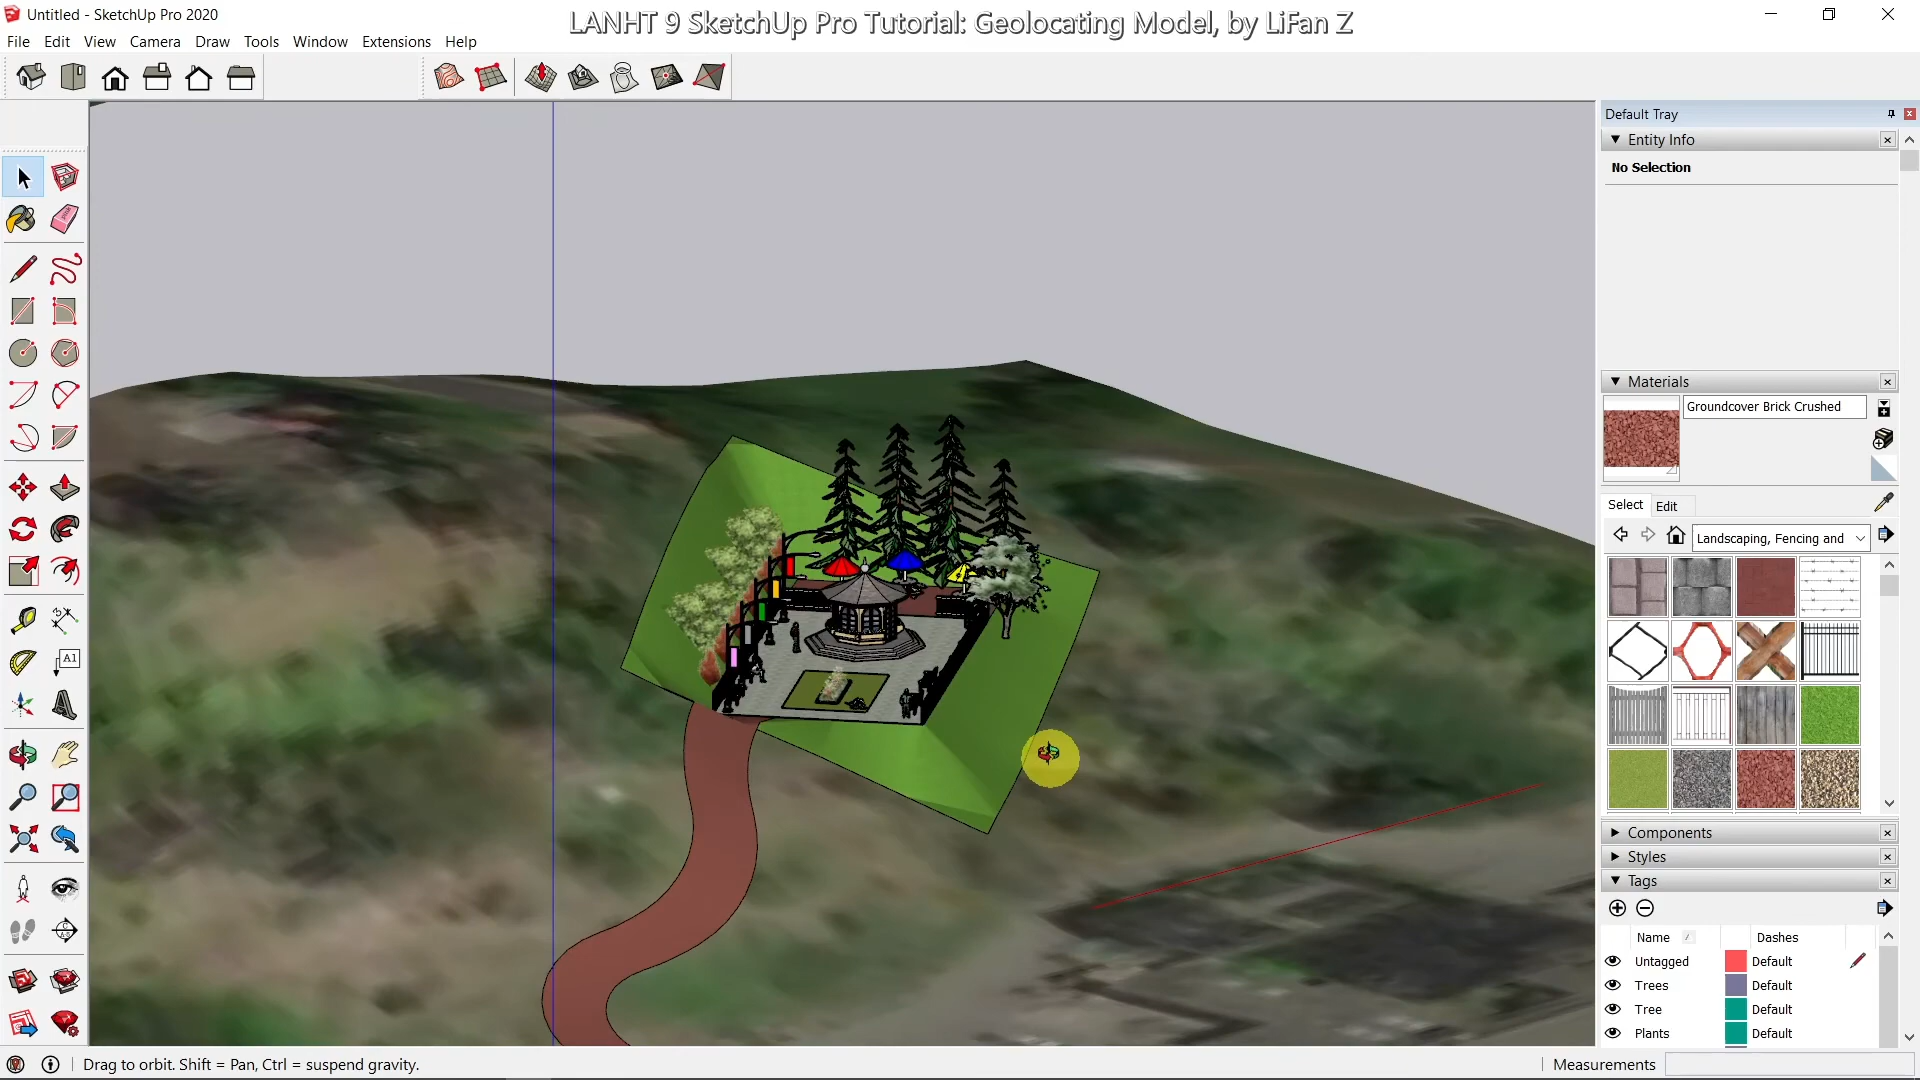 Untitled - SketchUp Pro 2020
LANHT 9 SketchUp Pro Tutorial: Geolocating Model, by LiFan Z
File Edit View Camera Draw Tools Window Extensions Help
Default Tray
Entity Info
No Selection
Materials
Groundcover Brick Crushed
Select Edit
Landscaping, Fencing and
A1
Components
Styles
Tags
Name Dashes
Untagged Default
Trees Default
Tree Default
Plants Default
Drag to orbit. Shift = Pan, Ctrl = suspend gravity.
Measurements